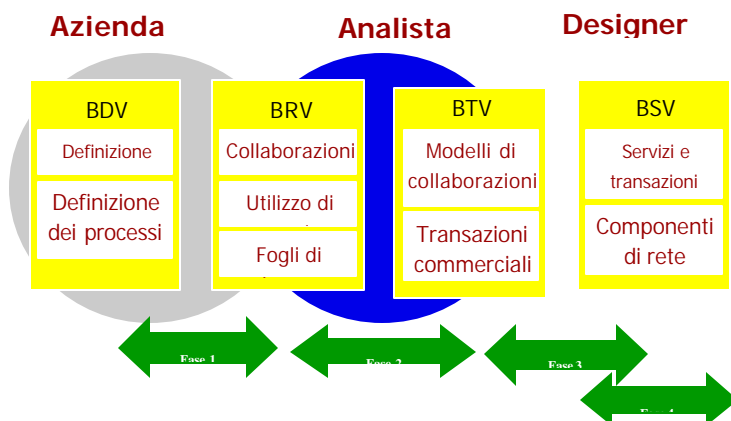 Azienda
Analista
Designer
BDV
Definizione
Definizione
dei processi
BRV
Collaborazioni
Utilizzo di
Fogli di
BTV
Modelli di
collaborazioni
Transazioni
commerciali
BSV
Servizi e
transazioni
Componenti
di rete
Fase 1
Fase 2
Fase 3